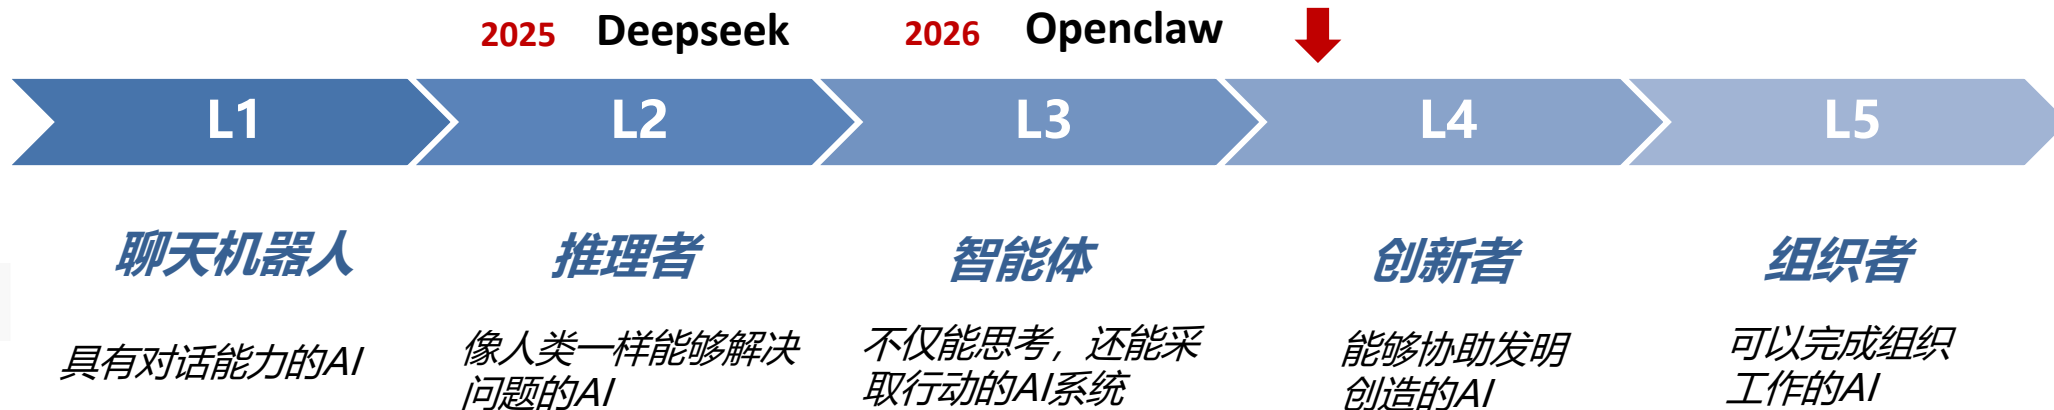 2025 Deepseek 2026 Openclaw
L1 L2 L3 L4 L5
聊天机器人
具有对话能力的AI
推理者
像人类一样能够解决
问题的AI
智能体
不仅能思考，还能采
取行动的AI系统
创新者
能够协助发明
创造的AI
组织者
可以完成组织
工作的AI